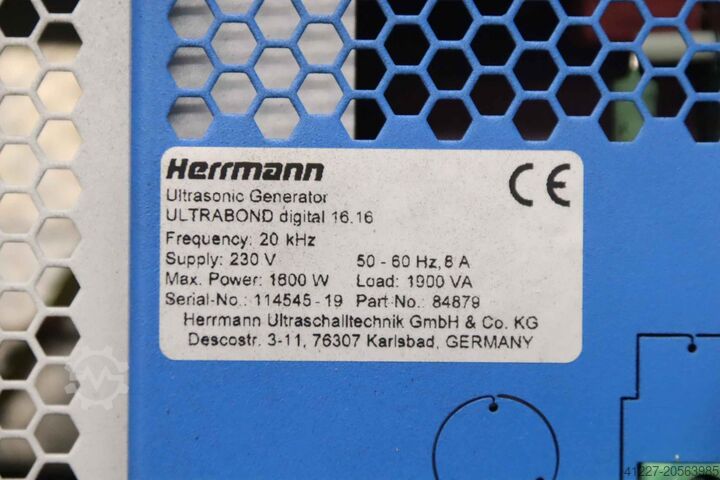 Herrmann
CE
Ultrasonic Generator
ULTRABOND digital 16.16
Frequency: 20 kHz
Supply: 230 V 50 - 60 Hz, 8 A
Max. Power: 1600 W Load: 1900 VA
Serial-No.: 114545 - 19 Part-No.: 84879
Herrmann Ultraschalltechnik GmbH & Co. KG
Descostr. 3-11, 76307 Karlsbad, GERMANY
41227-20563985